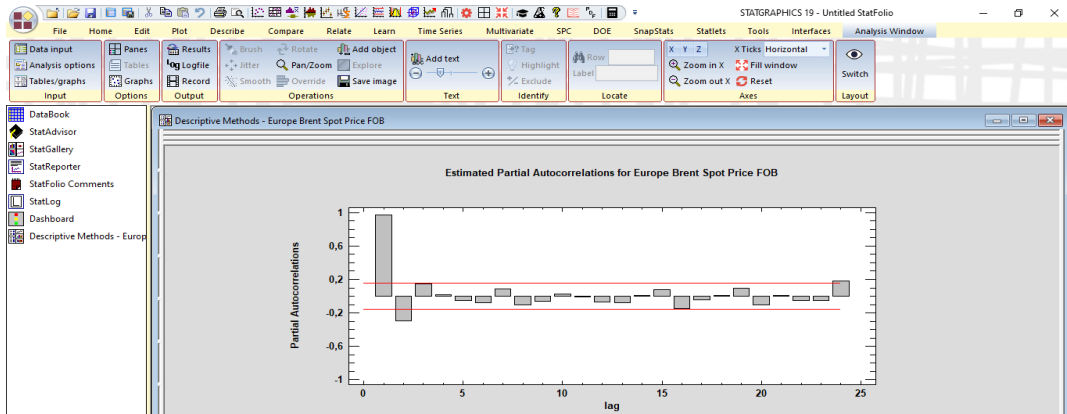 STATGRAPHICS 19 - Untitled StatFolio
File Home Edit Plot Describe Compare Relate Learn Time Series Multivariate SPC DOE SnapStats Statlets Tools Interfaces Analysis Window
Data input Panes Results Brush Rotate Add object Add text Tag Row X Y Z X Ticks Horizontal
Analysis options Tables Logfile Jitter Pan/Zoom Explore Highlight Label Zoom in X Fill window Switch
Tables/graphs Graphs Record Smooth Override Save image Exclude Zoom out X Reset
Input Options Output Operations Text Identify Locate Axes Layout
DataBook
StatAdvisor
StatGallery
StatReporter
StatFolio Comments
StatLog
Dashboard
Descriptive Methods - Europ
Descriptive Methods - Europe Brent Spot Price FOB
Estimated Partial Autocorrelations for Europe Brent Spot Price FOB
Partial Autocorrelations
1
0,6
0,2
-0,2
-0,6
-1
0 5 10 15 20 25
lag